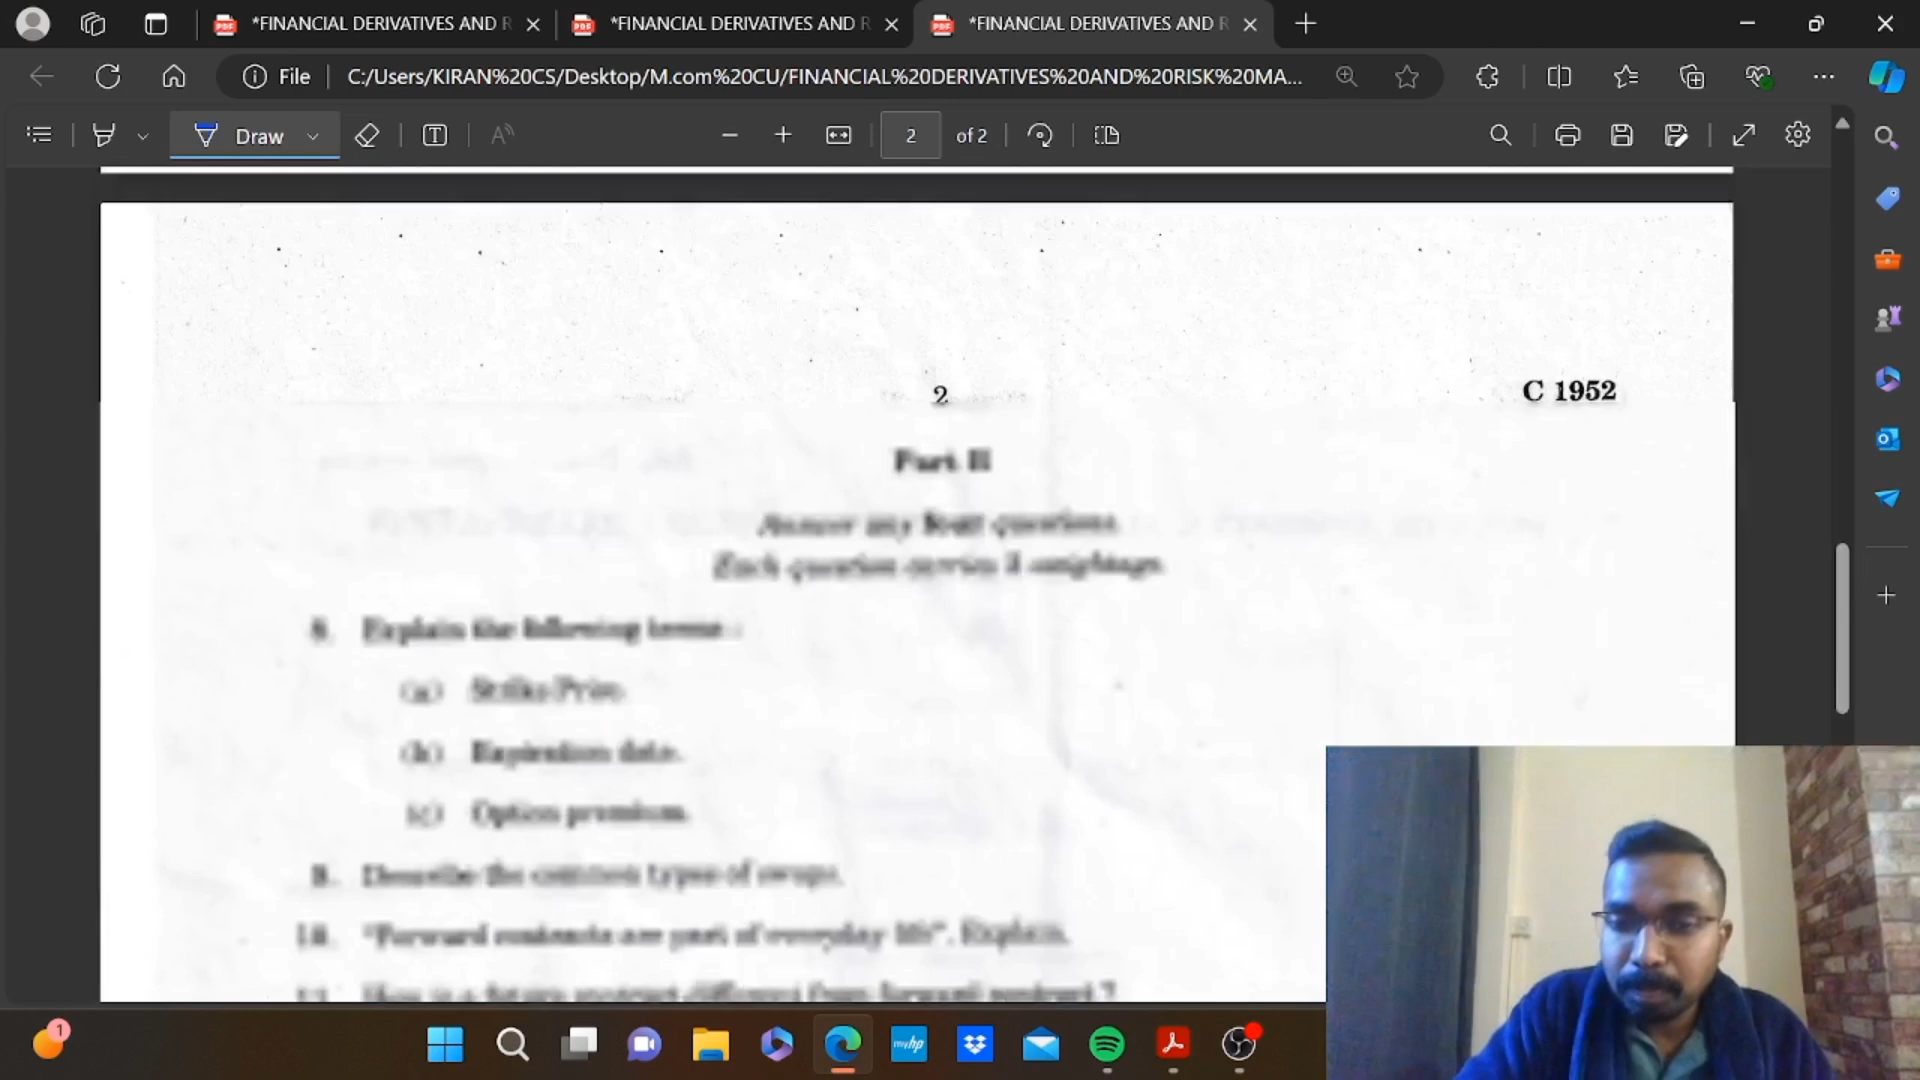 *FINANCIAL DERIVATIVES AND R
*FINANCIAL DERIVATIVES AND R
*FINANCIAL DERIVATIVES AND R
File
C:/Users/KIRAN%20CS/Desktop/M.com%20CU/FINANCIAL%20DERIVATIVES%20AND%20RISK%20MA...
Draw
2 of 2
2
C 1952
Part II
Answer any four questions.
Each question carries 3 weightage.
8. Explain the following terms :
(a) Strike Price.
(b) Expiration date.
(c) Option premium.
9. Describe the common types of swaps.
10. "Forward contracts are part of everyday life". Explain.
11. How is a future contract different from forward contract ?
1
myhp